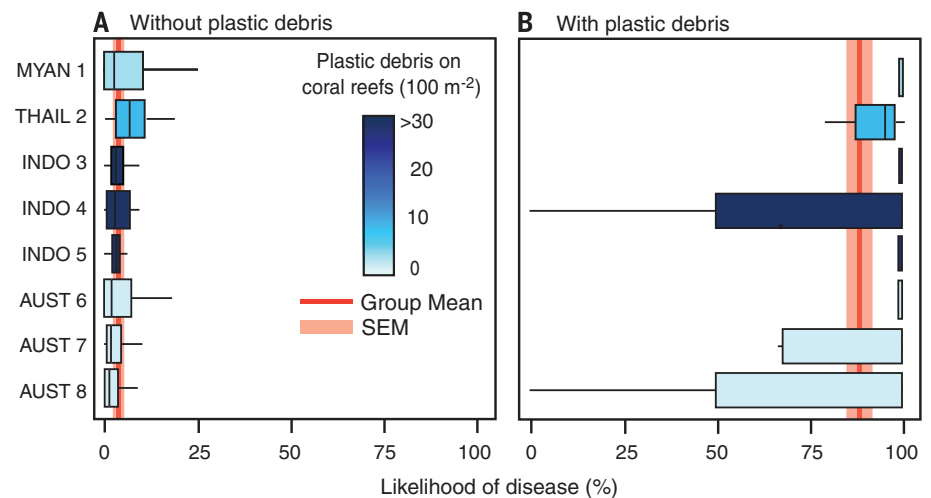 A Without plastic debris
B With plastic debris
Plastic debris on
coral reefs (100 m⁻²)
>30
20
10
0
Group Mean
SEM
MYAN 1
THAIL 2
INDO 3
INDO 4
INDO 5
AUST 6
AUST 7
AUST 8
0 25 50 75 100
0 25 50 75 100
Likelihood of disease (%)